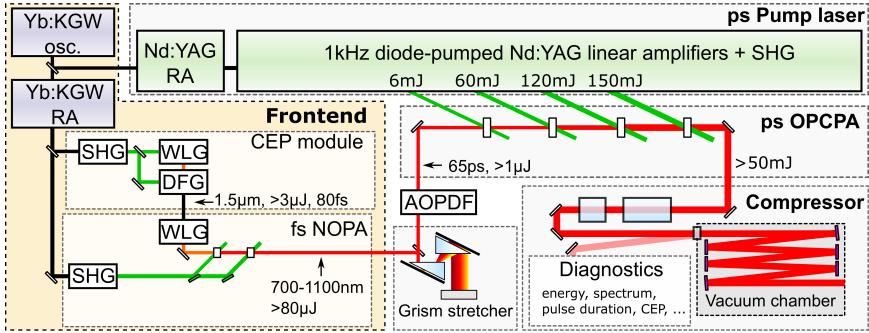 Yb:KGW
osc.
Yb:KGW
RA
ps Pump laser
Nd:YAG
RA
1kHz diode-pumped Nd:YAG linear amplifiers + SHG
6mJ 60mJ 120mJ 150mJ
Frontend
CEP module
SHG
WLG
DFG
1.5µm, >3µJ, 80fs
WLG
fs NOPA
SHG
700-1100nm
>80µJ
ps OPCPA
65ps, >1µJ
>50mJ
AOPDF
Grism stretcher
Compressor
Diagnostics
energy, spectrum,
pulse duration, CEP, ...
Vacuum chamber